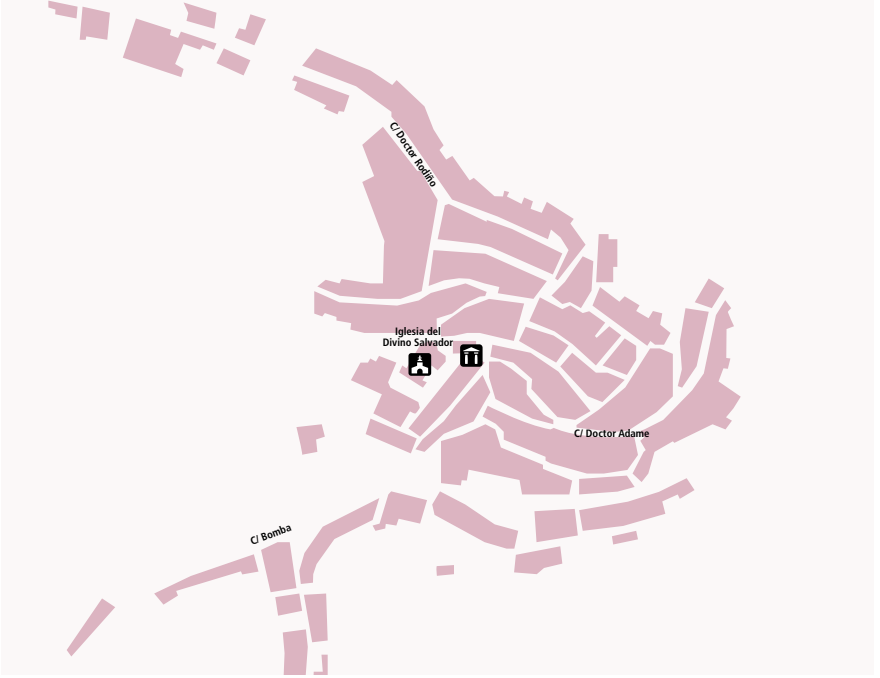 C/ Doctor Rodiño
Iglesia del
Divino Salvador
C/ Doctor Adame
C/ Bomba